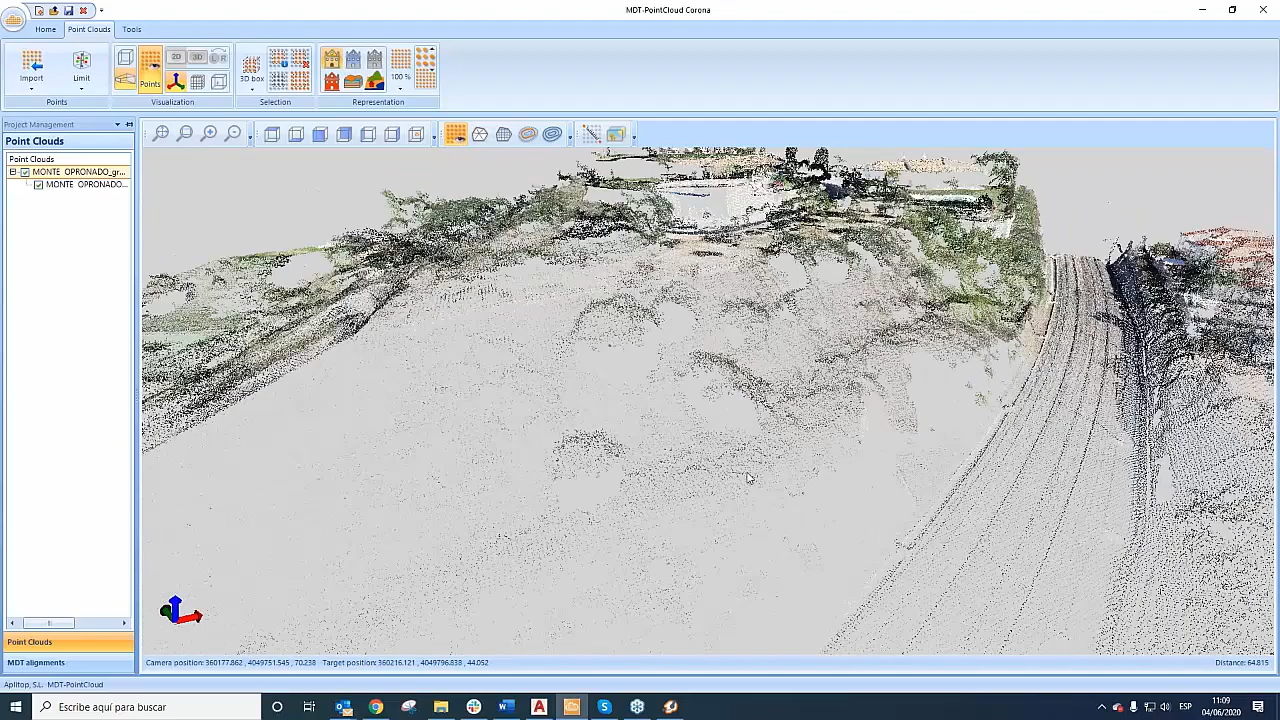 MDT-PointCloud Corona
Home Point Clouds Tools
Import
Limit
Points
2D
3D
3D box
100 %
Points Visualization Selection Representation
Project Management
Point Clouds
Point Clouds
MONTE OPRONADO_gr...
MONTE OPRONADO...
Point Clouds
MDT alignments
Camera position: 360177.862 , 4049751.545 , 70.238 Target position: 360216.121 , 4049796.838 , 44.052
Distance: 64.815
Aplitop, S.L. MDT-PointCloud
Escribe aquí para buscar
ESP
11:09
04/06/2020